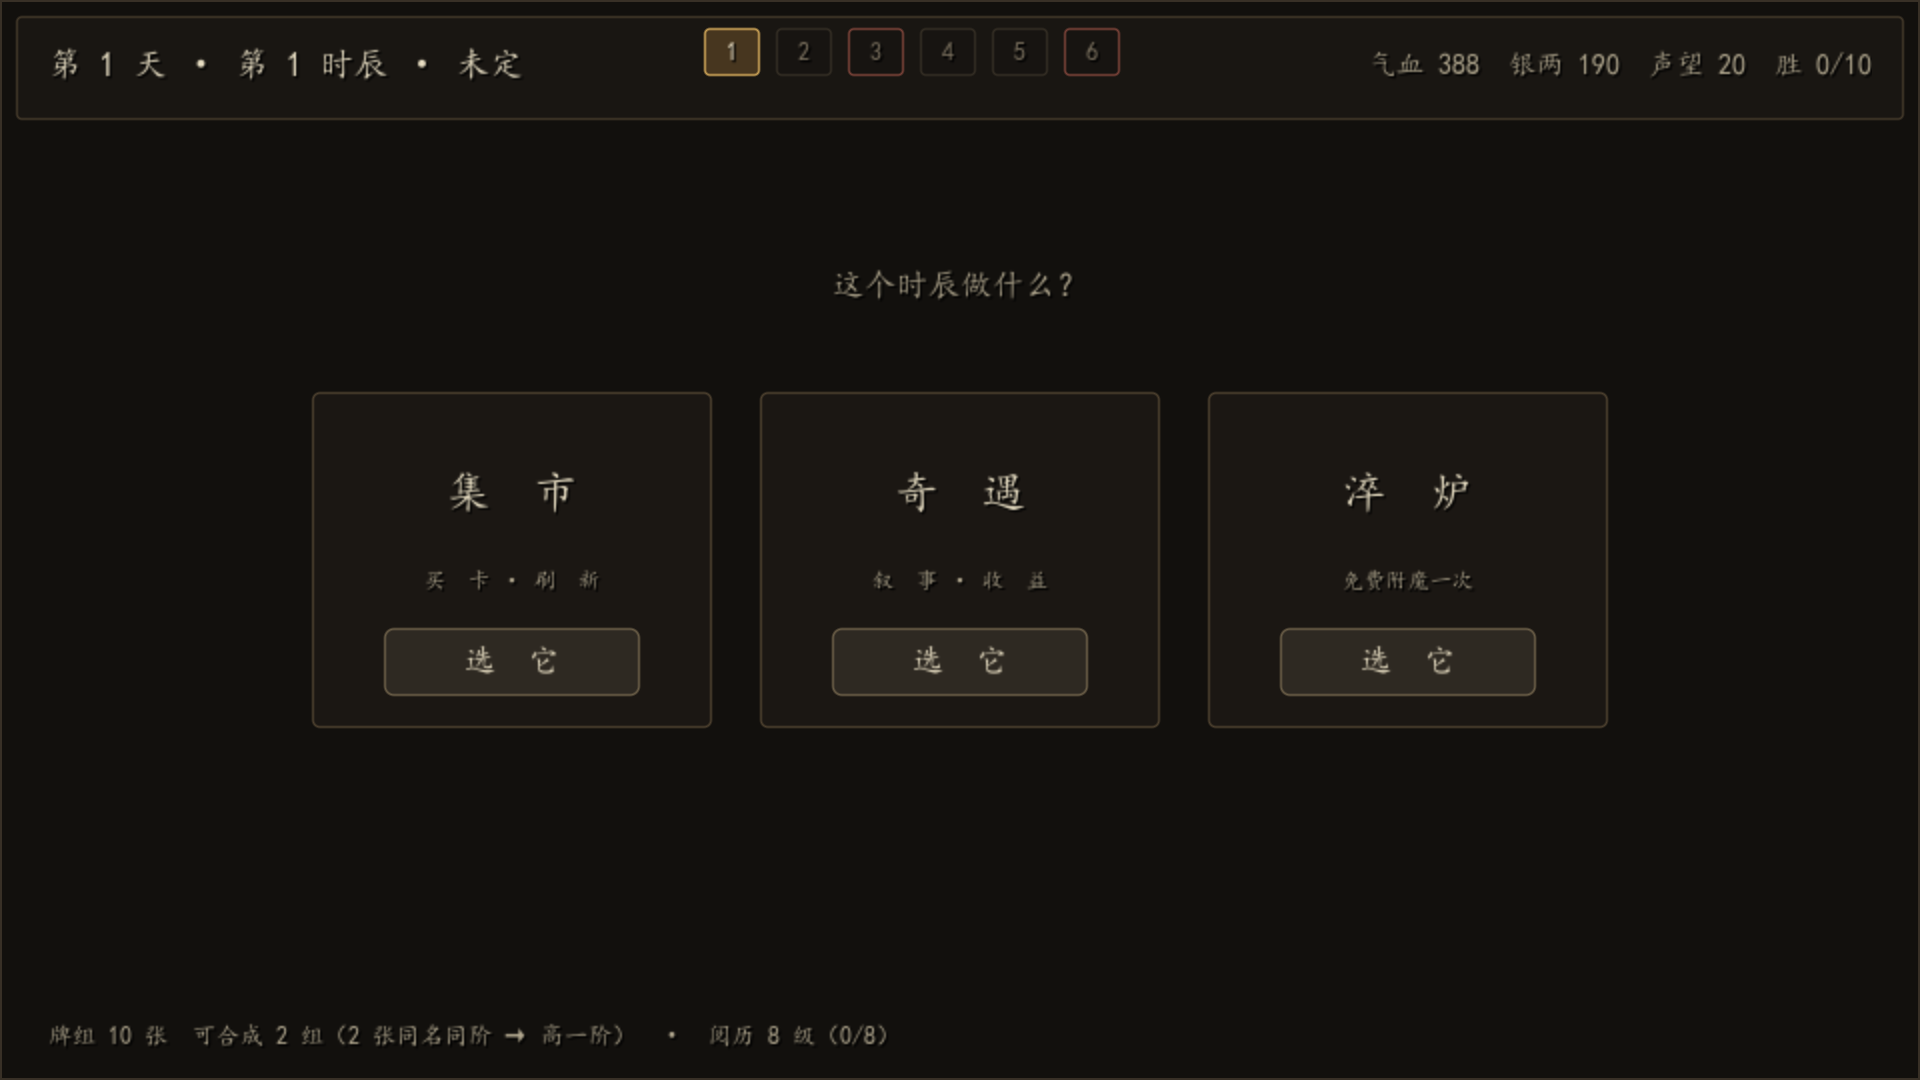 第 1 天 · 第 1 时辰 · 未定
1 2 3 4 5 6
气血 388 银两 190 声望 20 胜 0/10
这个时辰做什么?
集 市
买 卡 · 刷 新
选 它
奇 遇
叙 事 · 收 益
选 它
淬 炉
免费附魔一次
选 它
牌组 10 张 可合成 2 组 (2 张同名同阶 → 高一阶) · 阅历 8 级 (0/8)